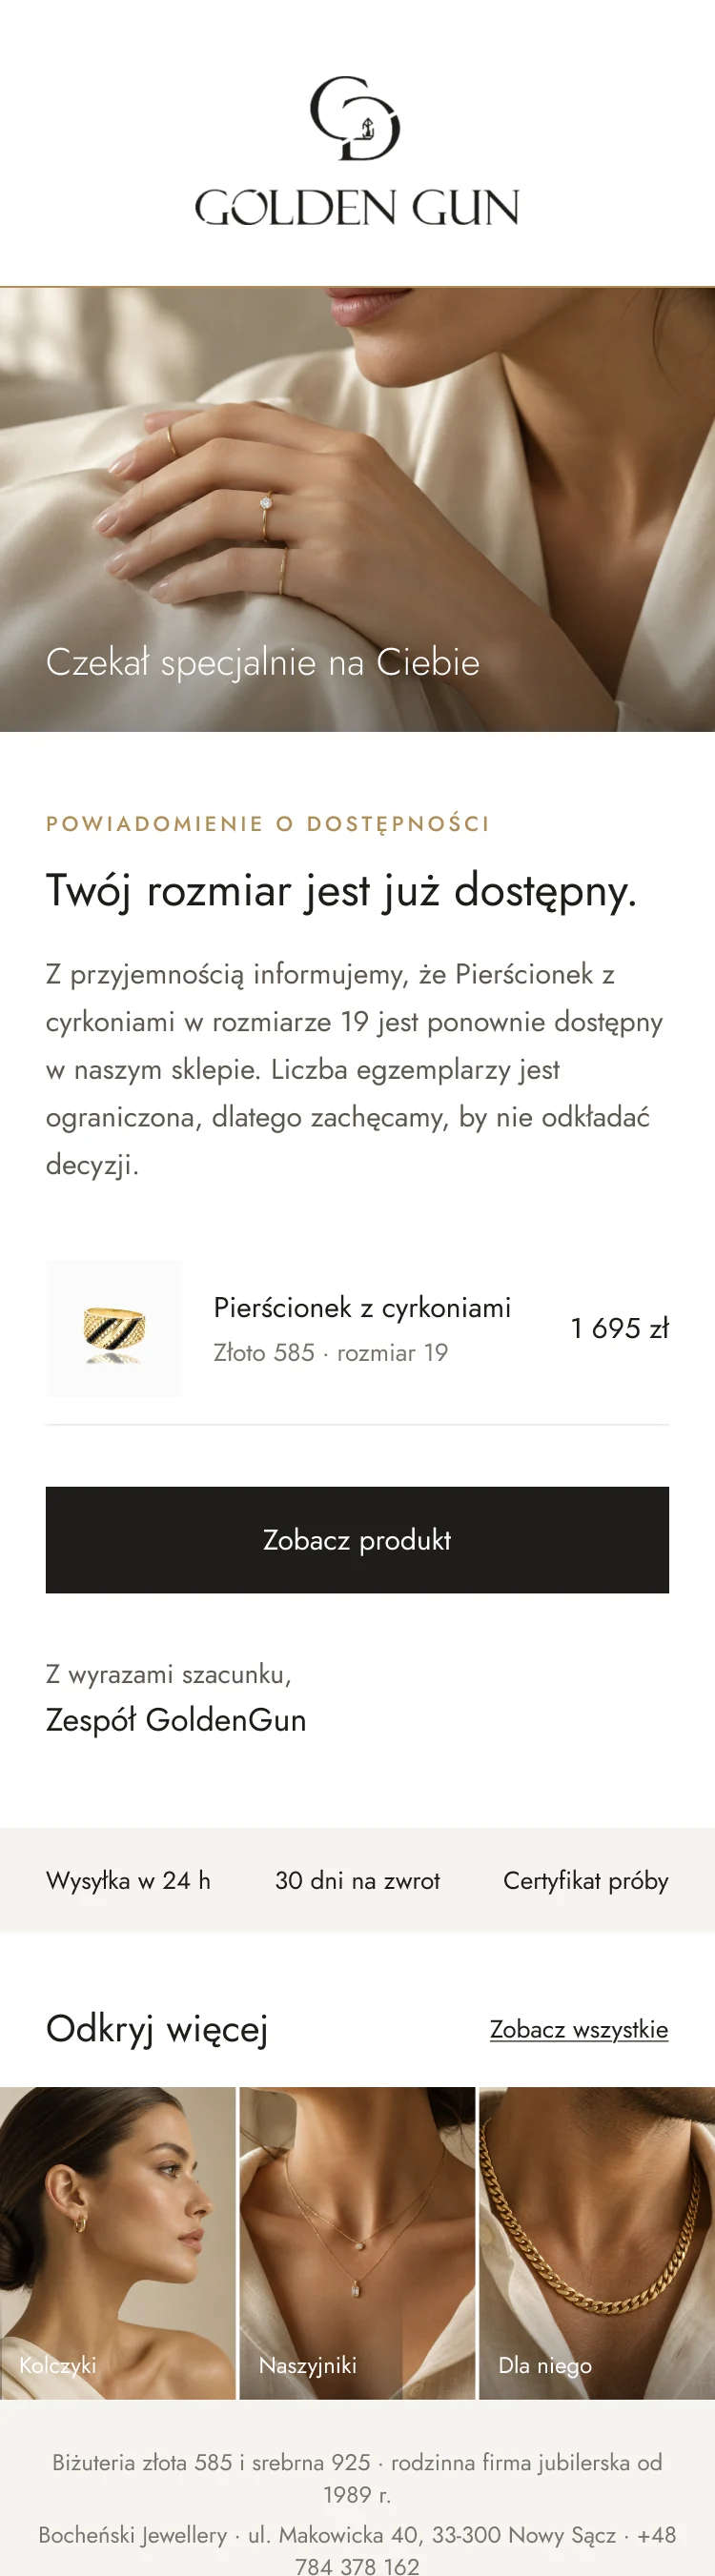 GOLDEN GUN
Czekał specjalnie na Ciebie
POWIADOMIENIE O DOSTĘPNOŚCI
Twój rozmiar jest już dostępny.
Z przyjemnością informujemy, że Pierścionek z
cyrkoniami w rozmiarze 19 jest ponownie dostępny
w naszym sklepie. Liczba egzemplarzy jest
ograniczona, dlatego zachęcamy, by nie odkładać
decyzji.
Pierścionek z cyrkoniami
Złoto 585 · rozmiar 19
1 695 zł
Zobacz produkt
Z wyrazami szacunku,
Zespół GoldenGun
Wysyłka w 24 h
30 dni na zwrot
Certyfikat próby
Odkryj więcej
Zobacz wszystkie
Kolczyki
Naszyjniki
Dla niego
Biżuteria złota 585 i srebrna 925 · rodzinna firma jubilerska od
1989 r.
Bocheński Jewellery · ul. Makowicka 40, 33-300 Nowy Sącz · +48
784 378 162